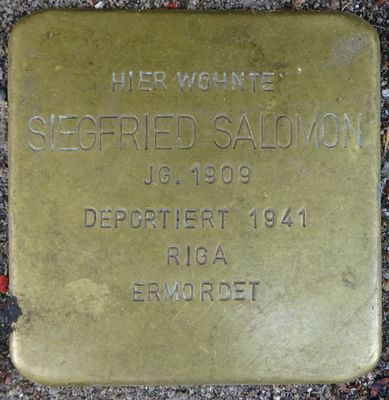 HIER WOHNTE
SIEGFRIED SALOMON
JG. 1909
DEPORTIERT 1941
RIGA
ERMORDET